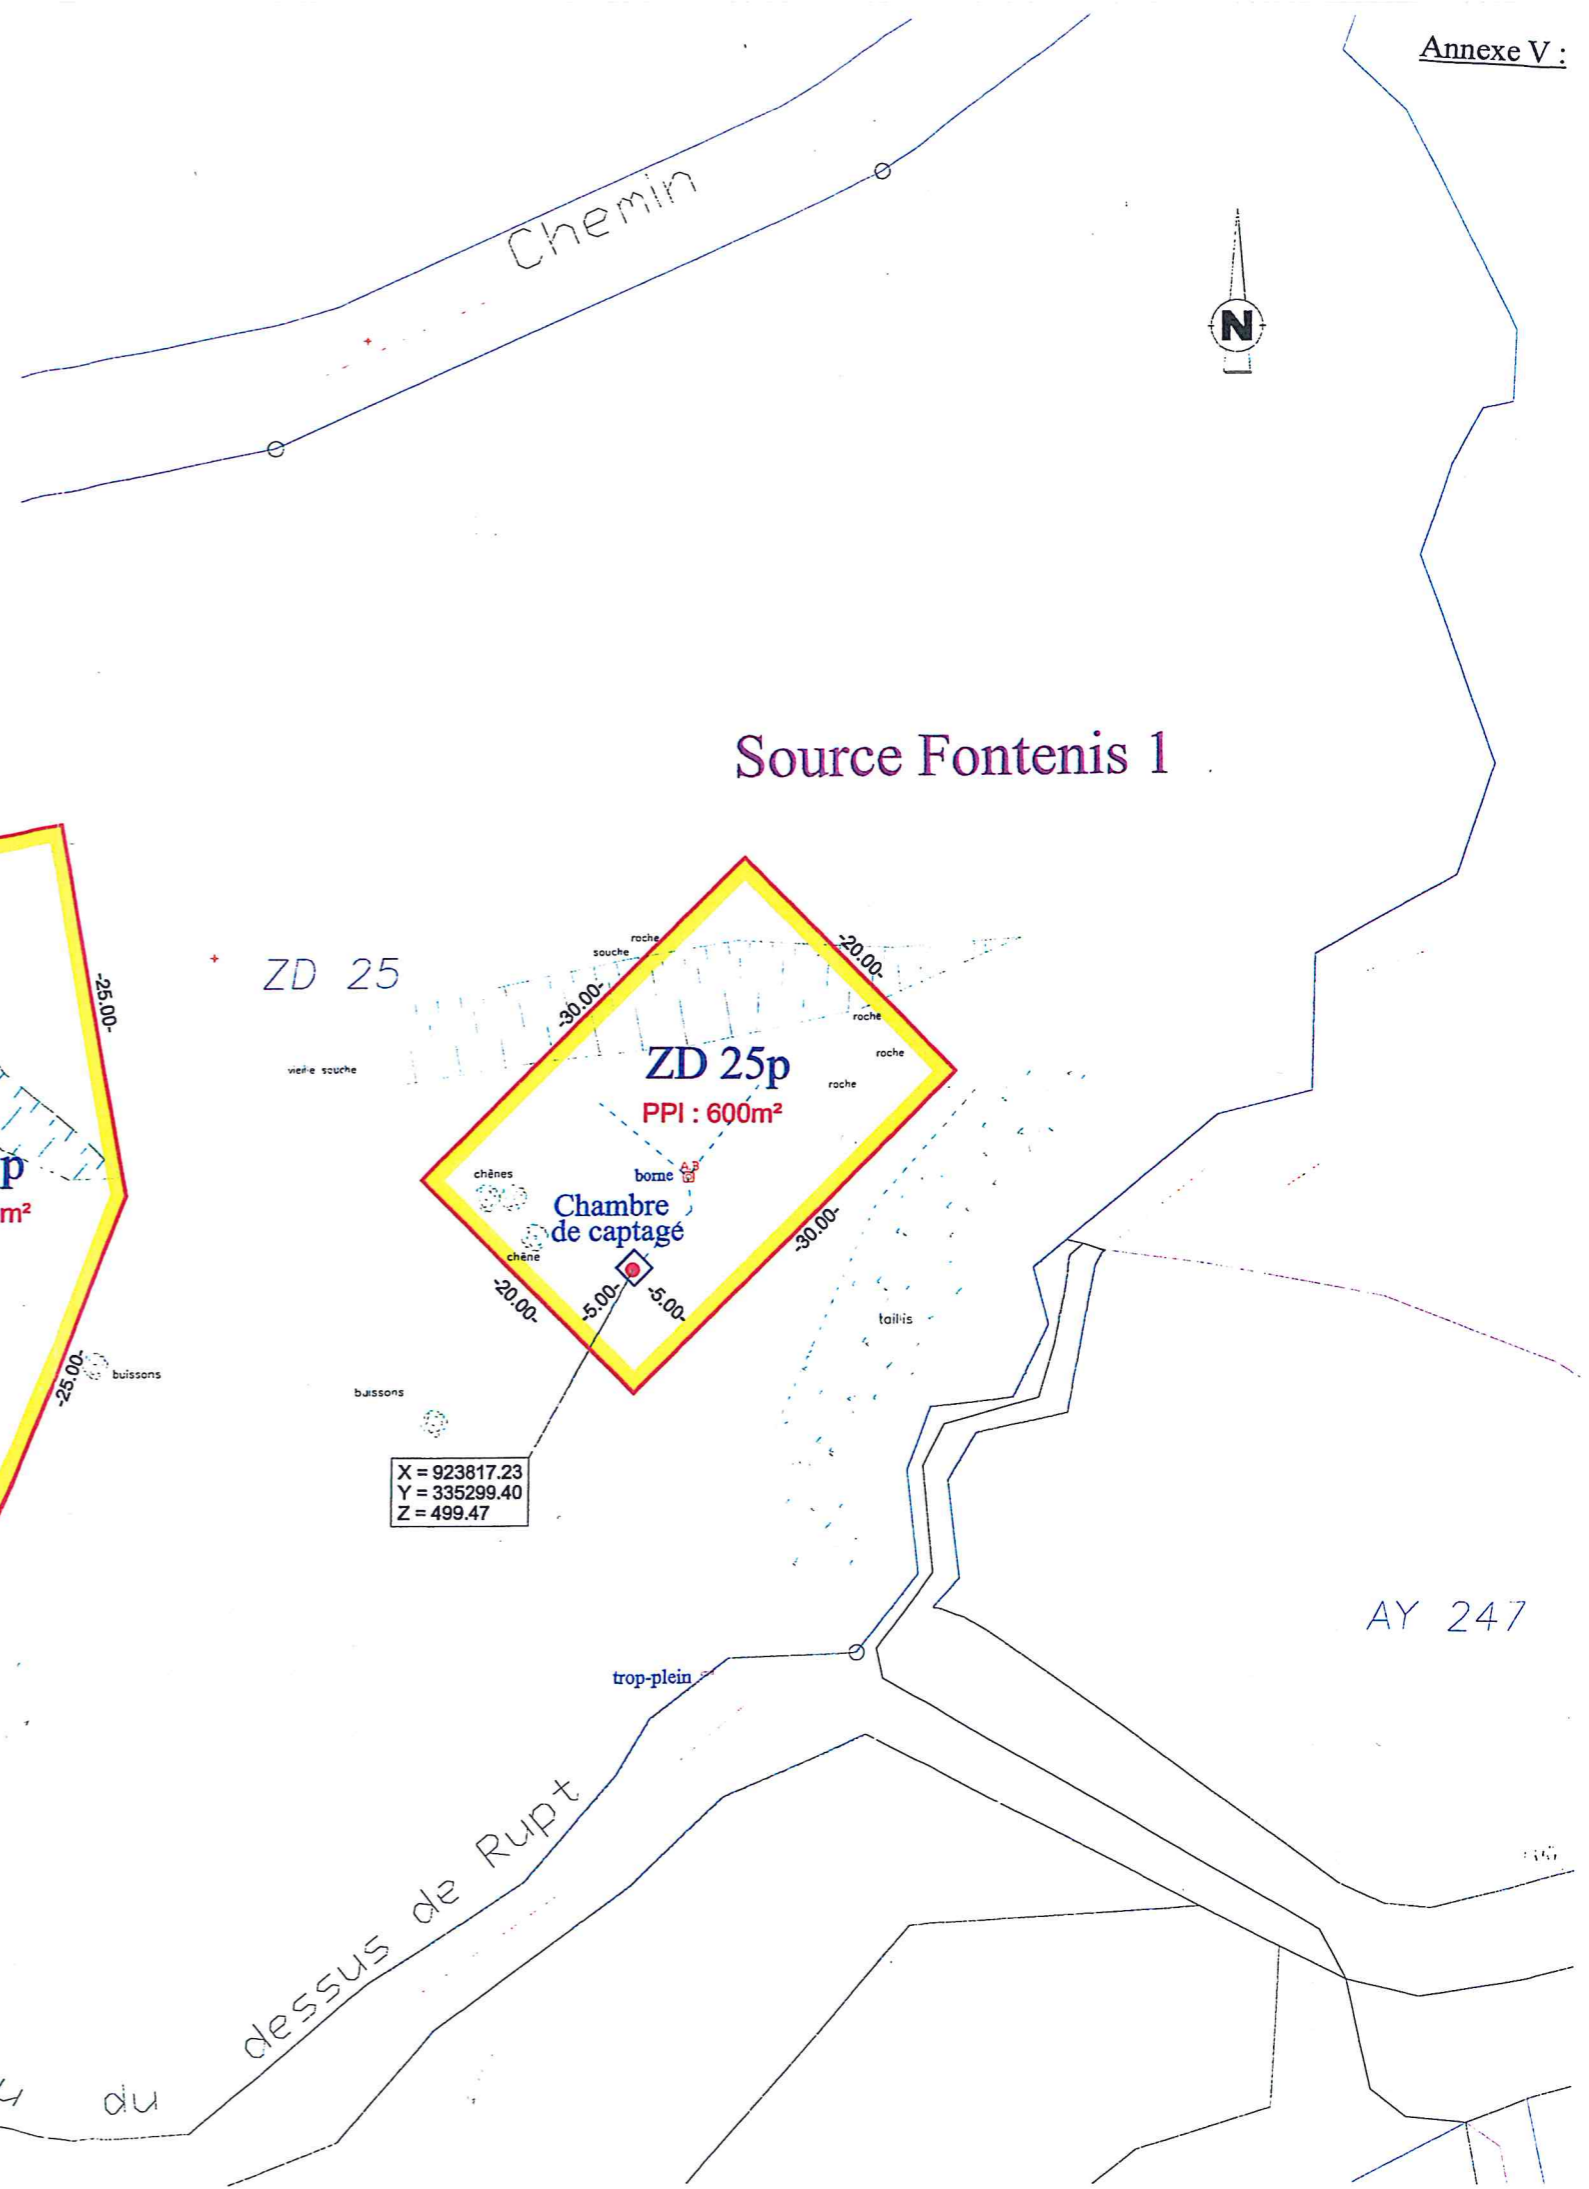 Annexe V :
Chemin
N
Source Fontenis 1
roche
souche
-20.00-
ZD 25
-25.00-
-30.00-
roche
ZD 25p
roche
vieille souche
roche
PPI : 600m²
p
m²
chênes
borne
Chambre
de captage
-30.00-
chêne
-20.00-
-5.00-
-5.00-
taillis
-25.00-
buissons
buissons
X = 923817.23
Y = 335299.40
Z = 499.47
AY 247
trop-plein
du dessus de Rupt